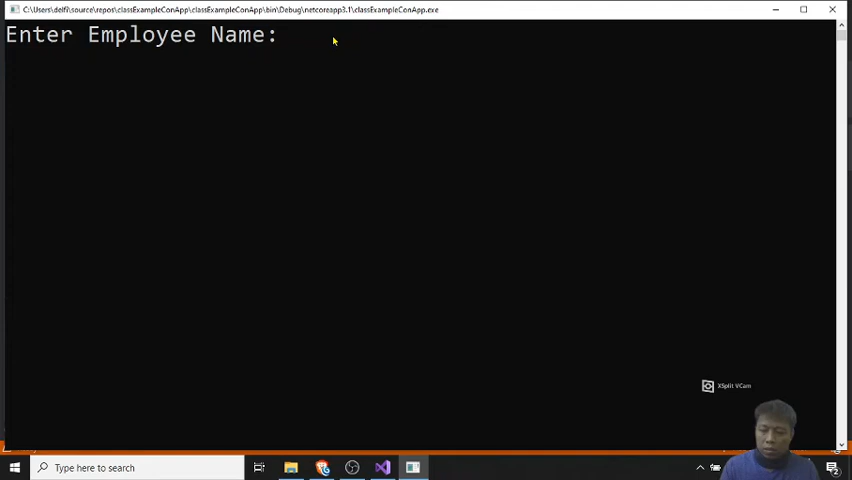 C:\Users\delfi\source\repos\classExampleConApp\classExampleConApp\bin\Debug\netcoreapp3.1\classExampleConApp.exe
Enter Employee Name:
XSplit VCam
Type here to search
2